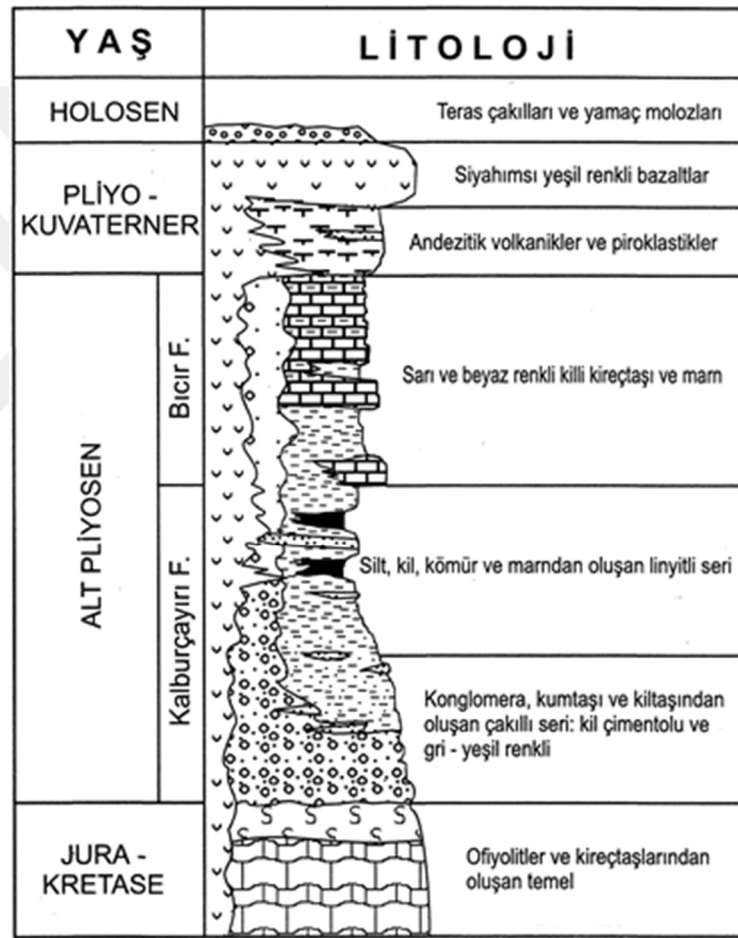 YAŞ
LİTOLOJİ
HOLOSEN
Teras çakılları ve yamaç molozları
PLİYO -
KUVATERNER
Siyahımsı yeşil renkli bazaltlar
Andezitik volkanikler ve piroklastikler
ALT PLİYOSEN
Bıcır F.
Sarı ve beyaz renkli killi kireçtaşı ve marn
Kalburçayırı F.
Silt, kil, kömür ve marndan oluşan linyitli seri
Konglomera, kumtaşı ve kiltaşından
oluşan çakıllı seri: kil çimentolu ve
gri - yeşil renkli
JURA -
KRETASE
Ofiyolitler ve kireçtaşlarından
oluşan temel